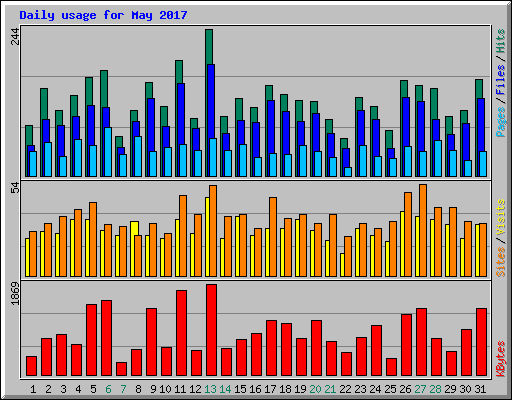 Daily usage for May 2017
244
Pages / Files / Hits
54
Sites / Visits
1869
KBytes
1 2 3 4 5 6 7 8 9 10 11 12 13 14 15 16 17 18 19 20 21 22 23 24 25 26 27 28 29 30 31